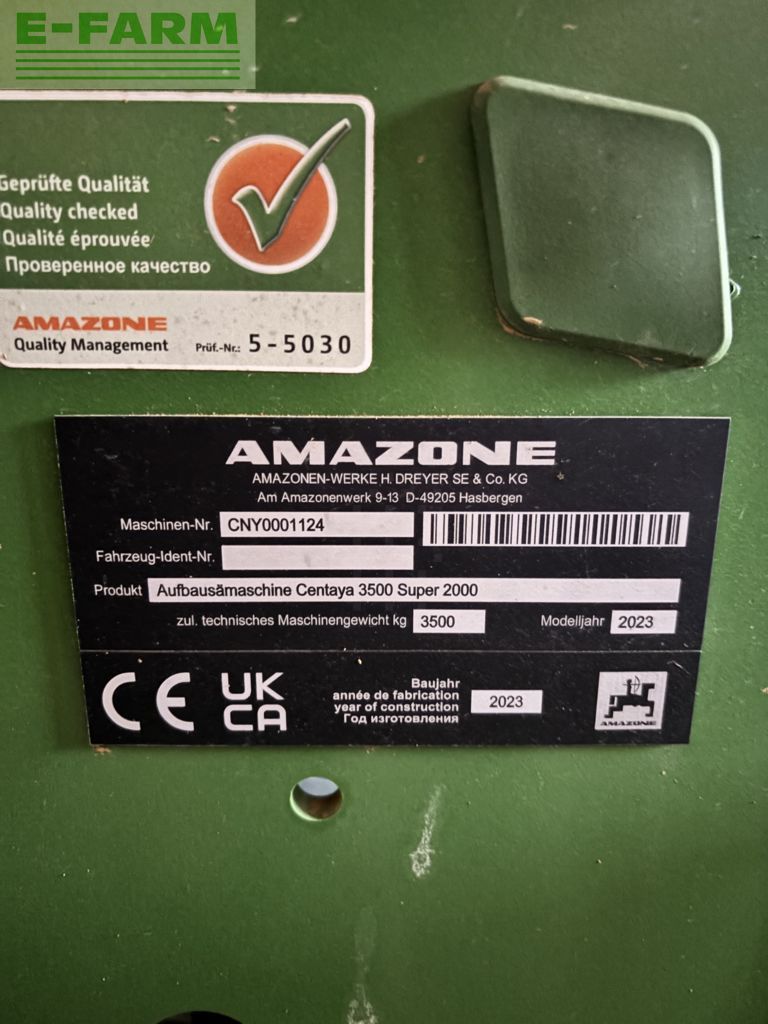 E-FARM
Geprüfte Qualität
Quality checked
Qualité éprouvée
Проверенное качество
AMAZONE
Quality Management Prüf.-Nr.: 5-5030
AMAZONE
AMAZONEN-WERKE H. DREYER SE & Co. KG
Am Amazonenwerk 9-13 D-49205 Hasbergen
Maschinen-Nr. CNY0001124
Fahrzeug-Ident-Nr.
Produkt Aufbausämaschine Centaya 3500 Super 2000
zul. technisches Maschinengewicht kg 3500 Modelljahr 2023
CE UK CA
Baujahr
année de fabrication
year of construction
Год изготовления
2023
AMAZONE